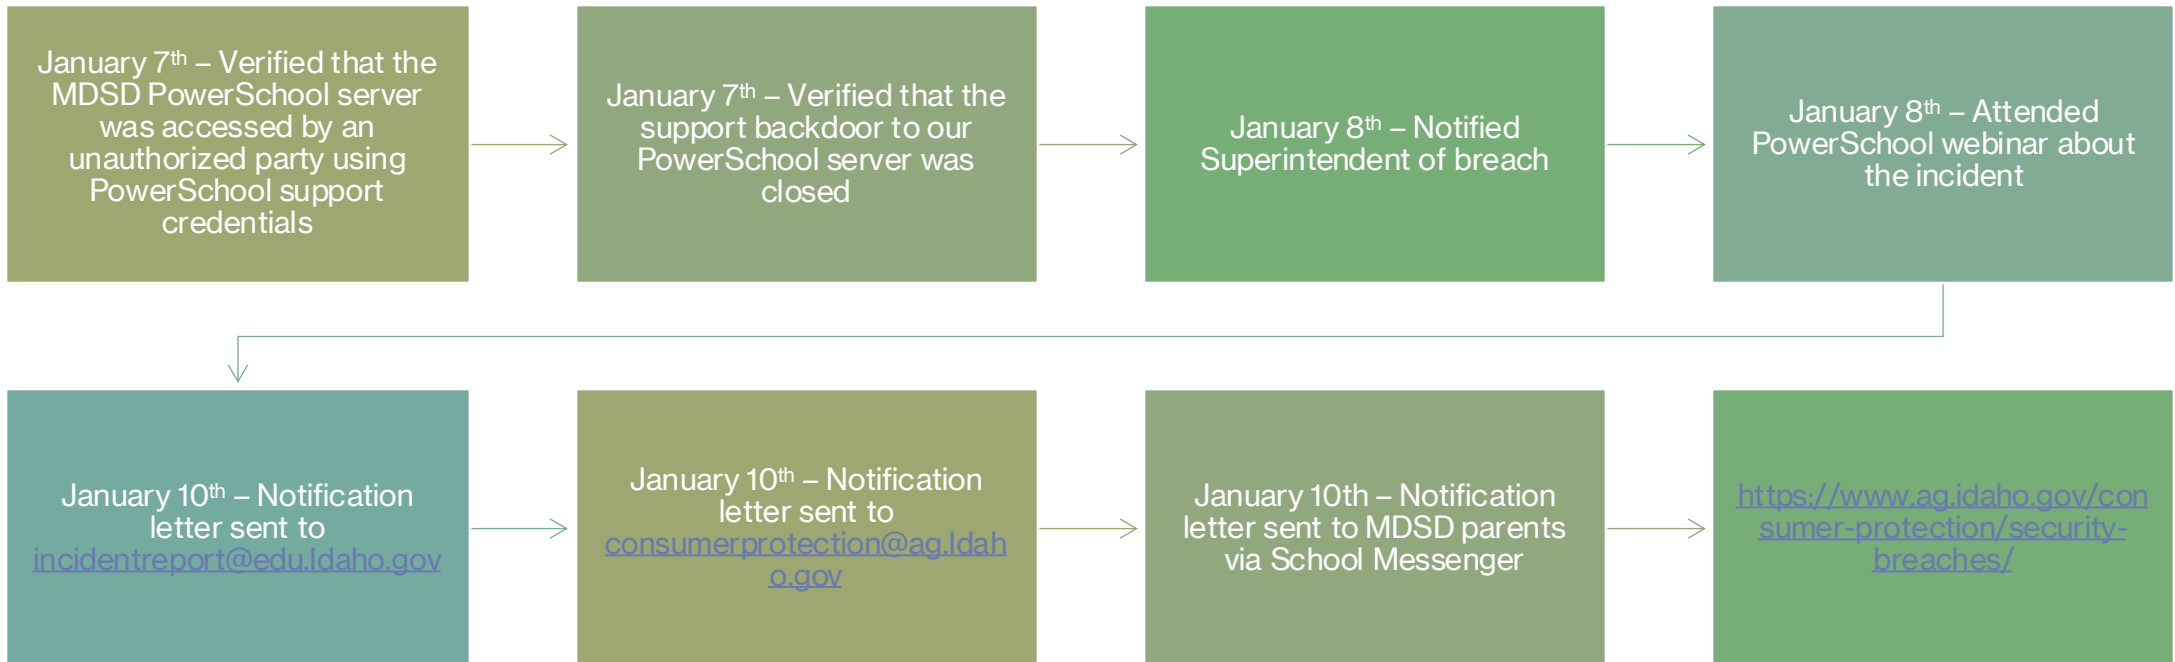 January 7th – Verified that the
MDSD PowerSchool server
was accessed by an
unauthorized party using
PowerSchool support
credentials
January 7th – Verified that the
support backdoor to our
PowerSchool server was
closed
January 8th – Notified
Superintendent of breach
January 8th – Attended
PowerSchool webinar about
the incident
January 10th – Notification
letter sent to
incidentreport@edu.Idaho.gov
January 10th – Notification
letter sent to
consumerprotection@ag.Idah
o.gov
January 10th – Notification
letter sent to MDSD parents
via School Messenger
https://www.ag.idaho.gov/con
sumer-protection/security-
breaches/